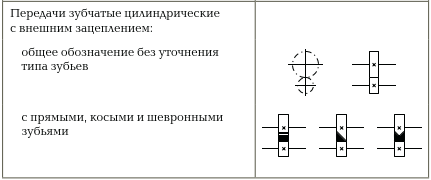 Передачи зубчатые цилиндрические
с внешним зацеплением:
общее обозначение без уточнения
типа зубьев
с прямыми, косыми и шевронными
зубьями